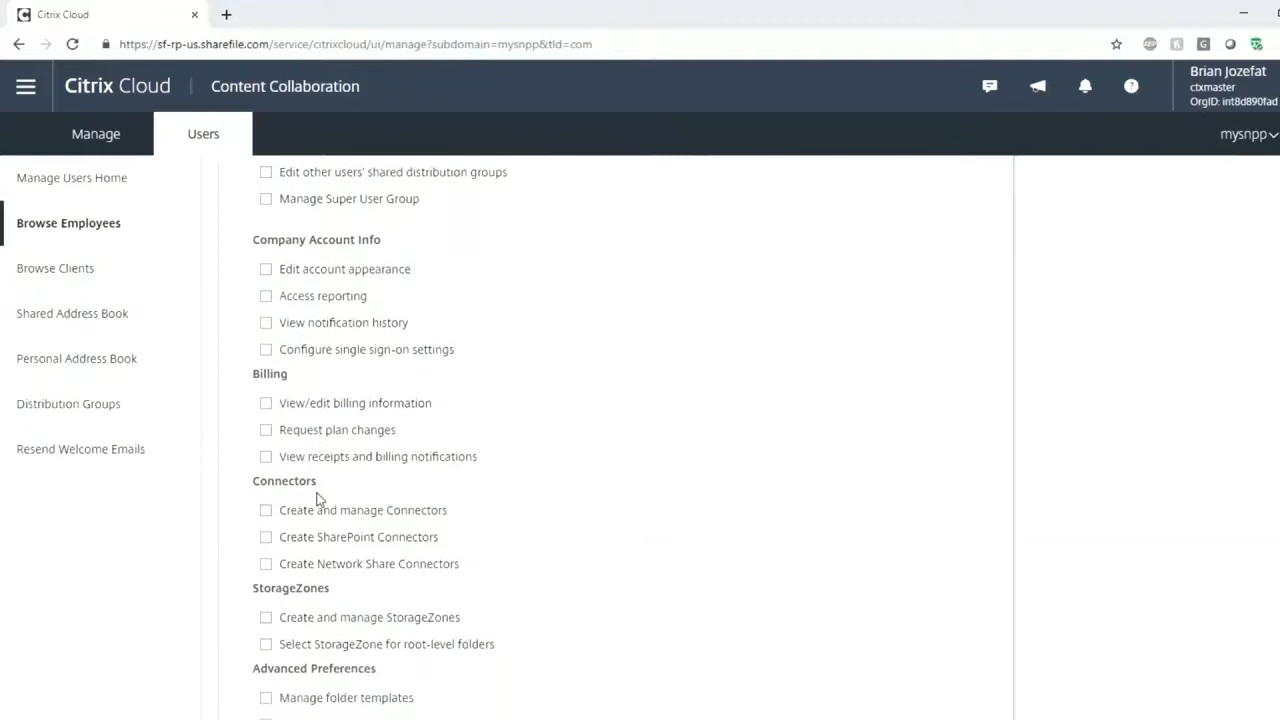 Citrix Cloud
https://sf-rp-us.sharefile.com/service/citrixcloud/ui/manage?subdomain=mysnpp&tld=com
Citrix Cloud
Content Collaboration
Brian Jozefat
ctxmaster
OrgID: int8d890fad
Manage
Users
mysnpp
Manage Users Home
Browse Employees
Browse Clients
Shared Address Book
Personal Address Book
Distribution Groups
Resend Welcome Emails
Edit other users' shared distribution groups
Manage Super User Group
Company Account Info
Edit account appearance
Access reporting
View notification history
Configure single sign-on settings
Billing
View/edit billing information
Request plan changes
View receipts and billing notifications
Connectors
Create and manage Connectors
Create SharePoint Connectors
Create Network Share Connectors
StorageZones
Create and manage StorageZones
Select StorageZone for root-level folders
Advanced Preferences
Manage folder templates